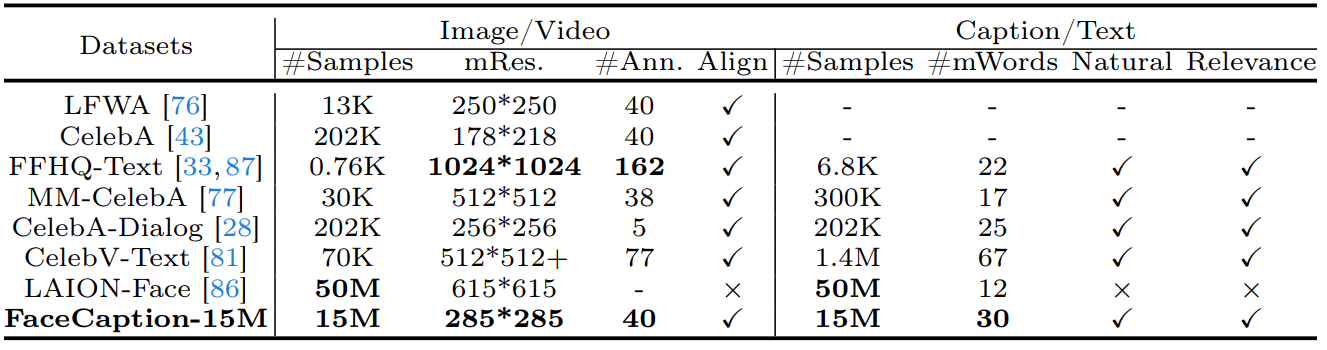 Datasets Image/Video Caption/Text
#Samples mRes. #Ann. Align #Samples #mWords Natural Relevance
LFWA [76] 13K 250*250 40 ✓ - - - -
CelebA [43] 202K 178*218 40 ✓ - - - -
FFHQ-Text [33,87] 0.76K 1024*1024 162 ✓ 6.8K 22 ✓ ✓
MM-CelebA [77] 30K 512*512 38 ✓ 300K 17 ✓ ✓
CelebA-Dialog [28] 202K 256*256 5 ✓ 202K 25 ✓ ✓
CelebV-Text [81] 70K 512*512+ 77 ✓ 1.4M 67 ✓ ✓
LAION-Face [86] 50M 615*615 - × 50M 12 × ×
FaceCaption-15M 15M 285*285 40 ✓ 15M 30 ✓ ✓